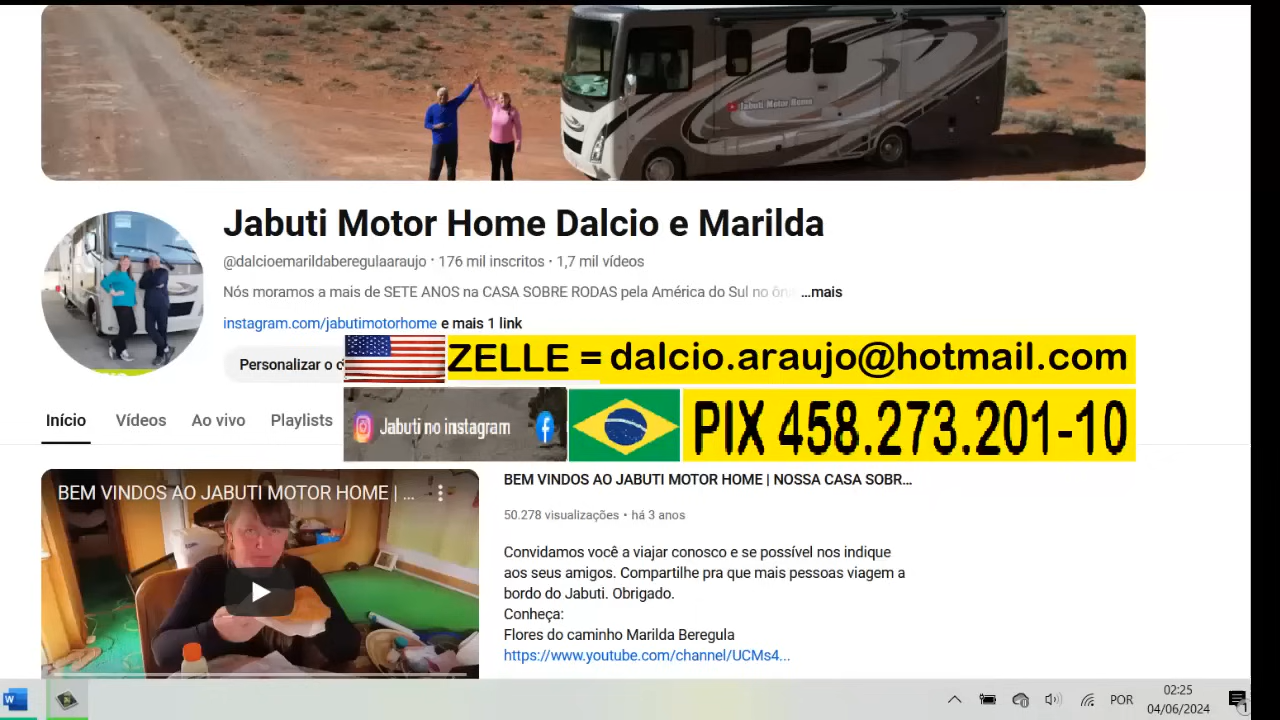 Jabuti Motor Home
Jabuti Motor Home Dalcio e Marilda
@dalcioemarildaberegulaaraujo · 176 mil inscritos · 1,7 mil vídeos
Nós moramos a mais de SETE ANOS na CASA SOBRE RODAS pela América do Sul no ...mais
instagram.com/jabutimotorhome e mais 1 link
Personalizar o c
ZELLE = dalcio.araujo@hotmail.com
Jabuti no instagram
PIX 458.273.201-10
Início Vídeos Ao vivo Playlists
BEM VINDOS AO JABUTI MOTOR HOME | ...
BEM VINDOS AO JABUTI MOTOR HOME | NOSSA CASA SOBR...
50.278 visualizações · há 3 anos
Convidamos você a viajar conosco e se possível nos indique
aos seus amigos. Compartilhe pra que mais pessoas viagem a
bordo do Jabuti. Obrigado.
Conheça:
Flores do caminho Marilda Beregula
https://www.youtube.com/channel/UCMs4...
W
POR
02:25
04/06/2024
1